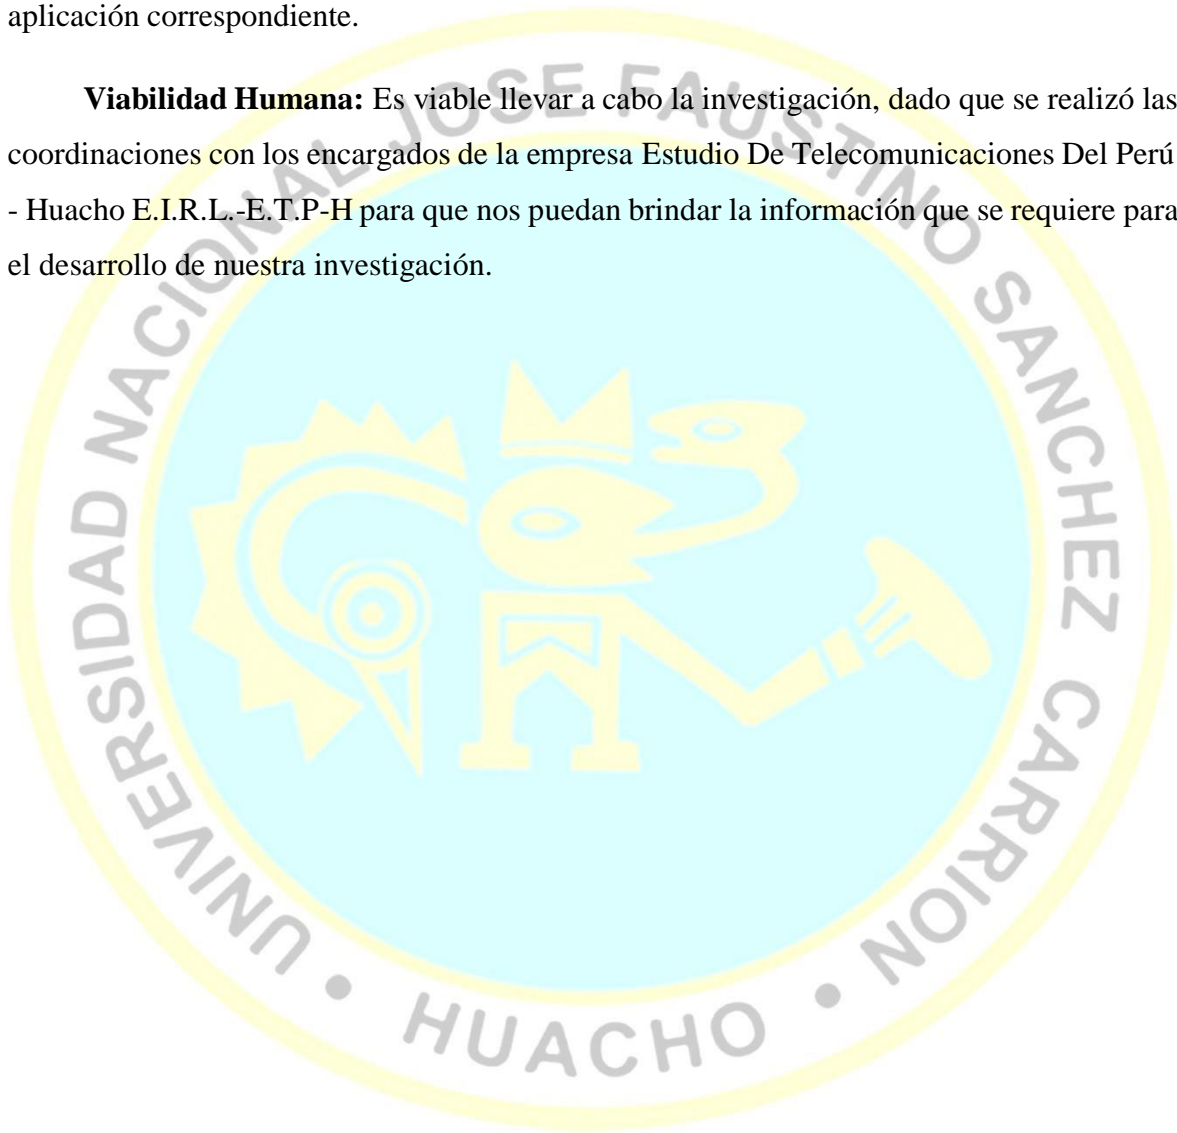 aplicación correspondiente.
Viabilidad Humana: Es viable llevar a cabo la investigación, dado que se realizó las
coordinaciones con los encargados de la empresa Estudio De Telecomunicaciones Del Perú
- Huacho E.I.R.L.-E.T.P-H para que nos puedan brindar la información que se requiere para
el desarrollo de nuestra investigación.
UNIVERSIDAD NACIONAL JOSE FAUSTINO SANCHEZ CARRION
• HUACHO •